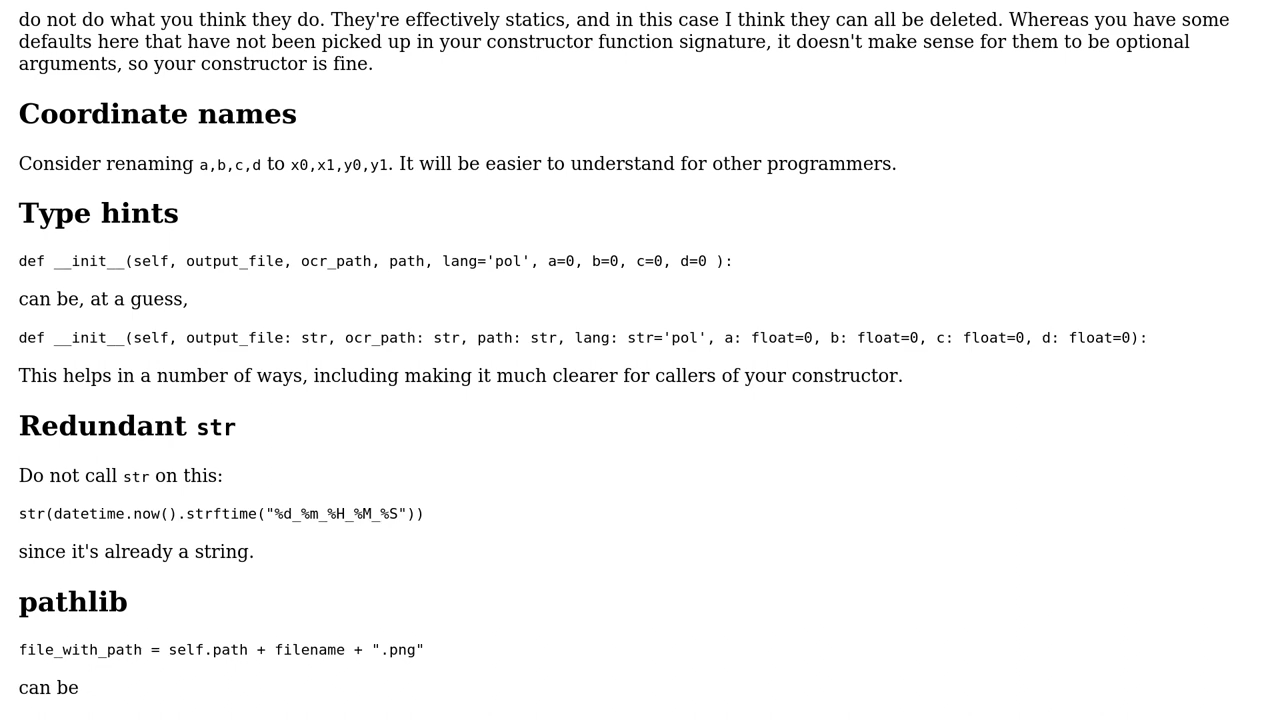 do not do what you think they do. They're effectively statics, and in this case I think they can all be deleted. Whereas you have some
defaults here that have not been picked up in your constructor function signature, it doesn't make sense for them to be optional
arguments, so your constructor is fine.
Coordinate names
Consider renaming a,b,c,d to x0,x1,y0,y1. It will be easier to understand for other programmers.
Type hints
def __init__(self, output_file, ocr_path, path, lang='pol', a=0, b=0, c=0, d=0 ):
can be, at a guess,
def __init__(self, output_file: str, ocr_path: str, path: str, lang: str='pol', a: float=0, b: float=0, c: float=0, d: float=0):
This helps in a number of ways, including making it much clearer for callers of your constructor.
Redundant str
Do not call str on this:
str(datetime.now().strftime("%d_%m_%H_%M_%S"))
since it's already a string.
pathlib
file_with_path = self.path + filename + ".png"
can be